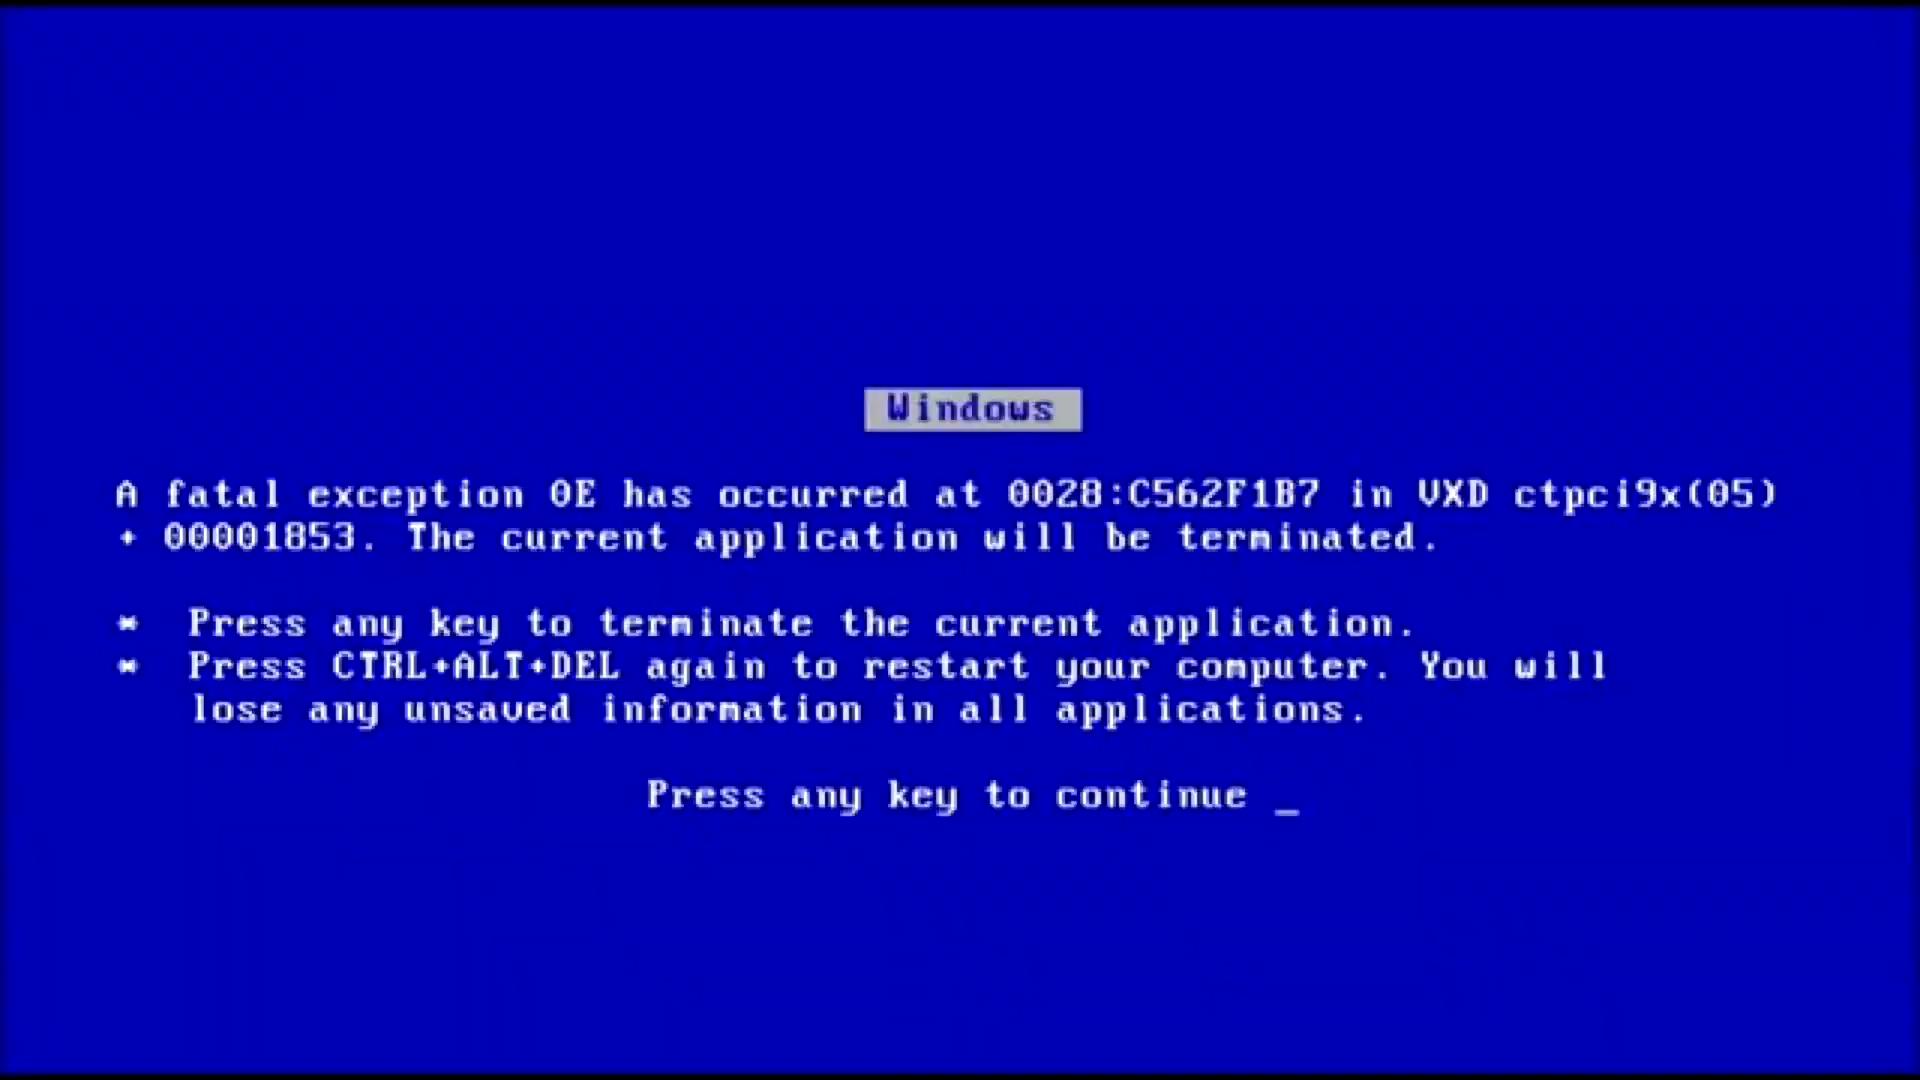 Windows
A fatal exception 0E has occurred at 0028:C562F1B7 in VXD ctpci9x(05)
+ 00001853. The current application will be terminated.
* Press any key to terminate the current application.
* Press CTRL+ALT+DEL again to restart your computer. You will
lose any unsaved information in all applications.
Press any key to continue _